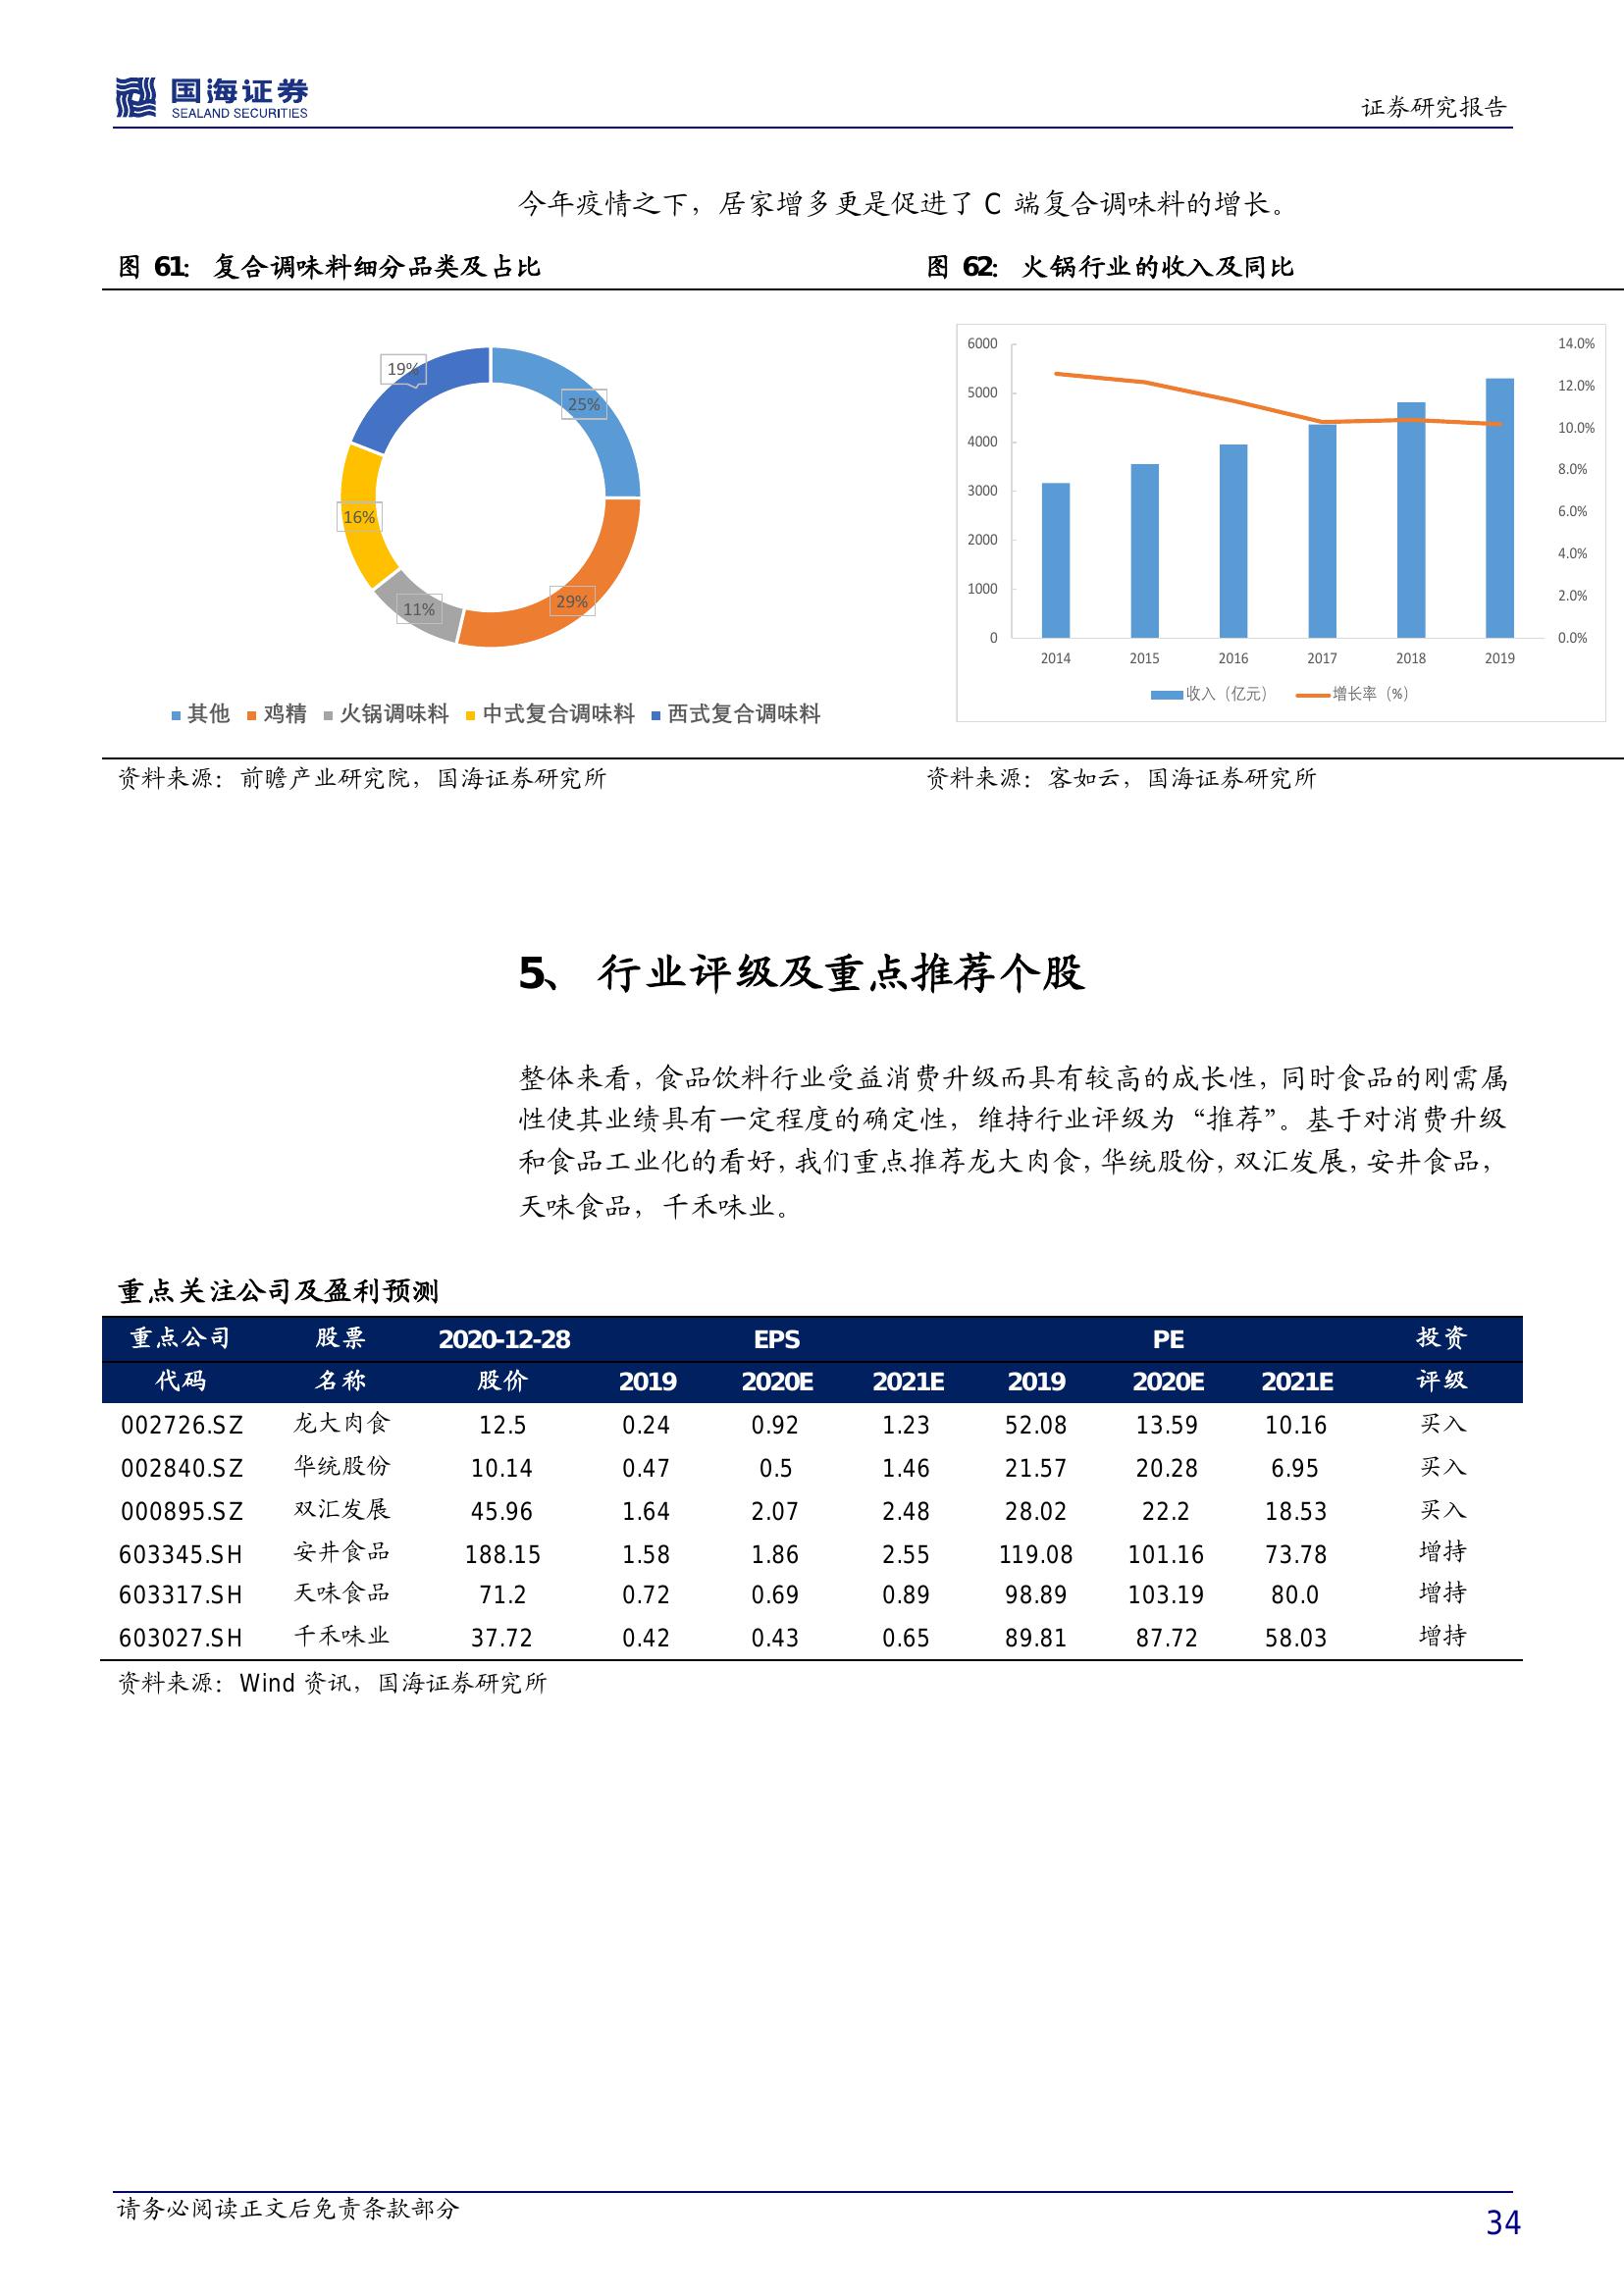 国海证券
SEALAND SECURITIES
证券研究报告
今年疫情之下，居家增多更是促进了 C 端复合调味料的增长。
图 61: 复合调味料细分品类及占比
19%
25%
16%
11%
29%
其他 鸡精 火锅调味料 中式复合调味料 西式复合调味料
资料来源：前瞻产业研究院，国海证券研究所
图 62: 火锅行业的收入及同比
6000 14.0%
5000 12.0%
4000 10.0%
3000 8.0%
2000 6.0%
1000 4.0%
0 2.0%
0.0%
2014 2015 2016 2017 2018 2019
收入（亿元） 增长率（%）
资料来源：客如云，国海证券研究所
5、 行业评级及重点推荐个股
整体来看，食品饮料行业受益消费升级而具有较高的成长性，同时食品的刚需属
性使其业绩具有一定程度的确定性，维持行业评级为“推荐”。基于对消费升级
和食品工业化的看好，我们重点推荐龙大肉食，华统股份，双汇发展，安井食品，
天味食品，千禾味业。
重点关注公司及盈利预测
重点公司 股票 2020-12-28 EPS PE 投资
代码 名称 股价 2019 2020E 2021E 2019 2020E 2021E 评级
002726.SZ 龙大肉食 12.5 0.24 0.92 1.23 52.08 13.59 10.16 买入
002840.SZ 华统股份 10.14 0.47 0.5 1.46 21.57 20.28 6.95 买入
000895.SZ 双汇发展 45.96 1.64 2.07 2.48 28.02 22.2 18.53 买入
603345.SH 安井食品 188.15 1.58 1.86 2.55 119.08 101.16 73.78 增持
603317.SH 天味食品 71.2 0.72 0.69 0.89 98.89 103.19 80.0 增持
603027.SH 千禾味业 37.72 0.42 0.43 0.65 89.81 87.72 58.03 增持
资料来源：Wind 资讯，国海证券研究所
请务必阅读正文后免责条款部分
34